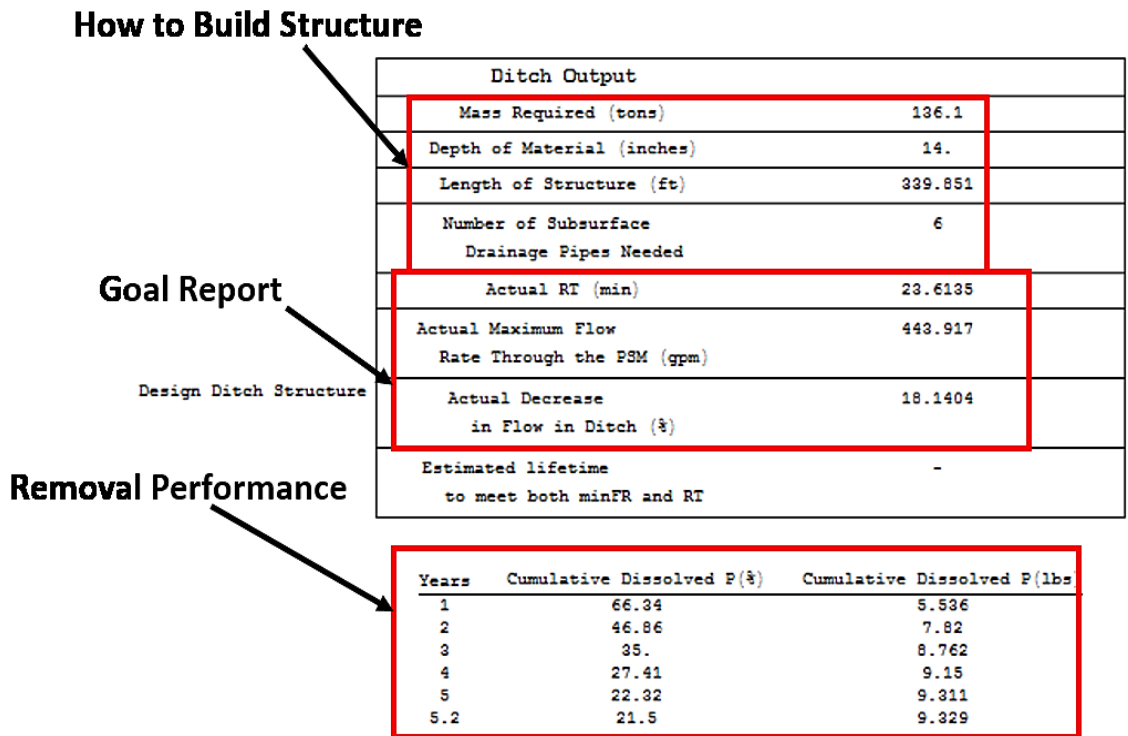 How to Build Structure
Ditch Output
Mass Required (tons) 136.1
Depth of Material (inches) 14.
Length of Structure (ft) 339.851
Number of Subsurface 6
Drainage Pipes Needed
Goal Report
Actual RT (min) 23.6135
Actual Maximum Flow 443.917
Rate Through the PSM (gpm)
Design Ditch Structure
Actual Decrease 18.1404
in Flow in Ditch (%)
Removal Performance
Estimated lifetime -
to meet both minFR and RT
Years Cumulative Dissolved P(%) Cumulative Dissolved P(lbs)
1 66.34 5.536
2 46.86 7.82
3 35. 8.762
4 27.41 9.15
5 22.32 9.311
5.2 21.5 9.329